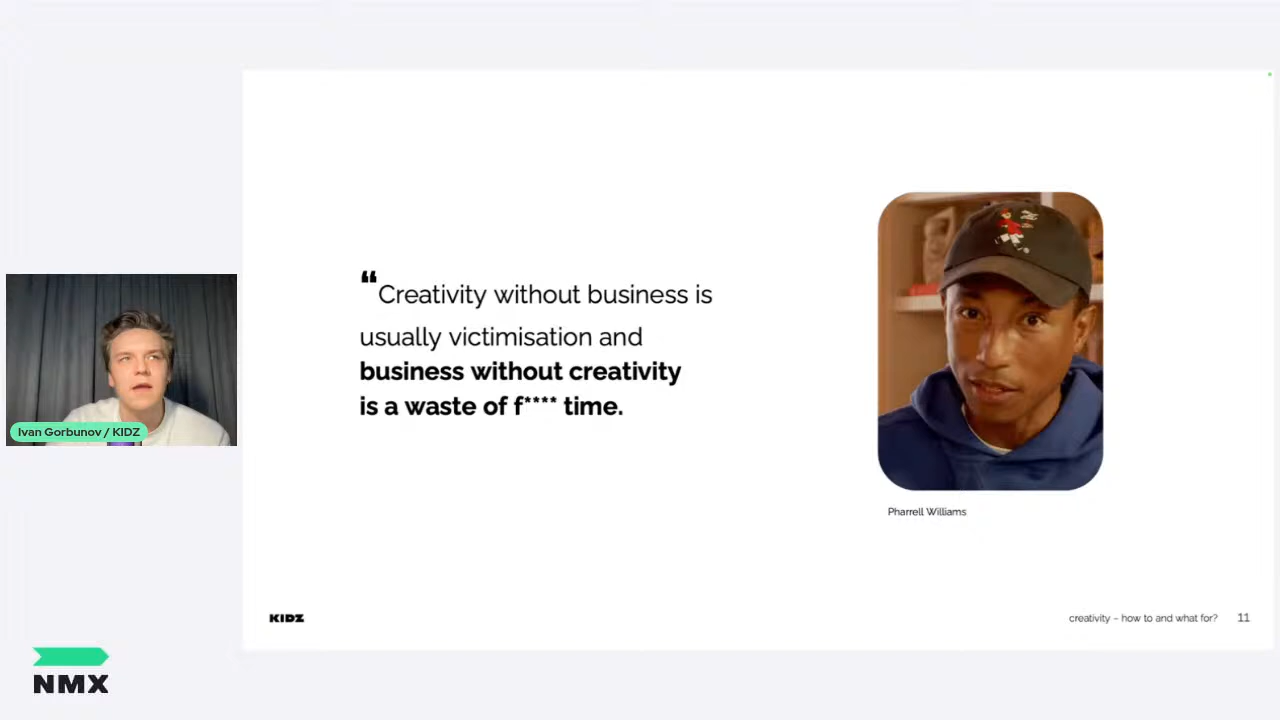 “Creativity without business is
usually victimisation and
business without creativity
is a waste of f**** time.
Pharrell Williams
Ivan Gorbunov / KIDZ
KIDZ
creativity – how to and what for? 11
NMX